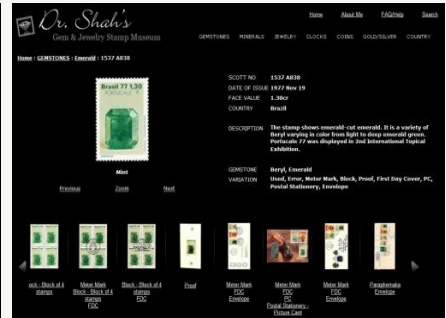 Dr. Shah's
Gem & Jewelry Stamp Museum
Home About Me FAQ/Help Search
GEMSTONES MINERALS JEWELRY CLOCKS COINS GOLD/SILVER COUNTRY
Home : GEMSTONES : Emerald : 1537 A838
Brasil 77 1,30
PORTUCALE 7
Mint
Previous Zoom Next
SCOTT NO 1537 A838
DATE OF ISSUE 1977 Nov 19
FACE VALUE 1.30cr
COUNTRY Brazil
DESCRIPTION The stamp shows emerald-cut emerald. It is a variety of
Beryl varying in color from light to deep emerald green.
Portacale 77 was displayed in 2nd International Topical
Exhibition.
GEMSTONE Beryl, Emerald
VARIATION Used, Error, Meter Mark, Block, Proof, First Day Cover, PC,
Postal Stationery, Envelope
ock - Block of 4
stamps
Meter Mark
Block - Block of 4
stamps
FDC
Block - Block of 4
stamps
FDC
Proof
Meter Mark
FDC
Envelope
Meter Mark
FDC
PC
Postal Stationery -
Picture Card
Meter Mark
FDC
Envelope
Paraphernalia
Envelope